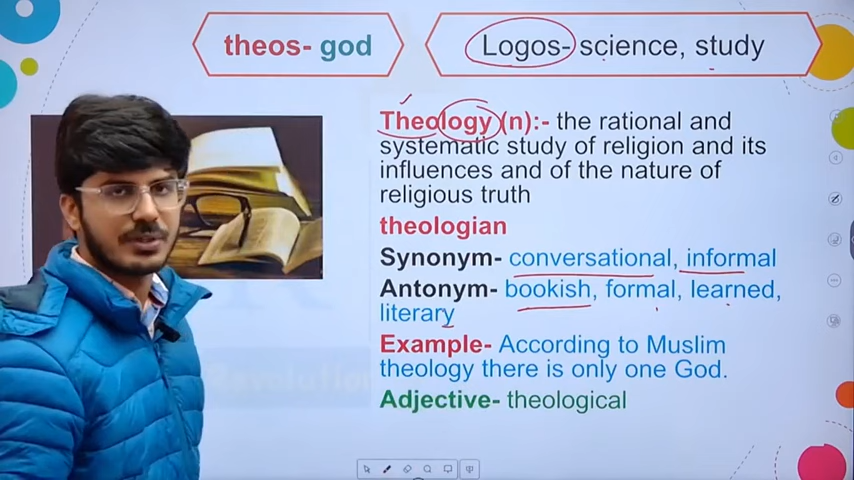 theos- god
Logos- science, study
Theology (n):- the rational and
systematic study of religion and its
influences and of the nature of
religious truth
theologian
Synonym- conversational, informal
Antonym- bookish, formal, learned,
literary
Example- According to Muslim
theology there is only one God.
Adjective- theological